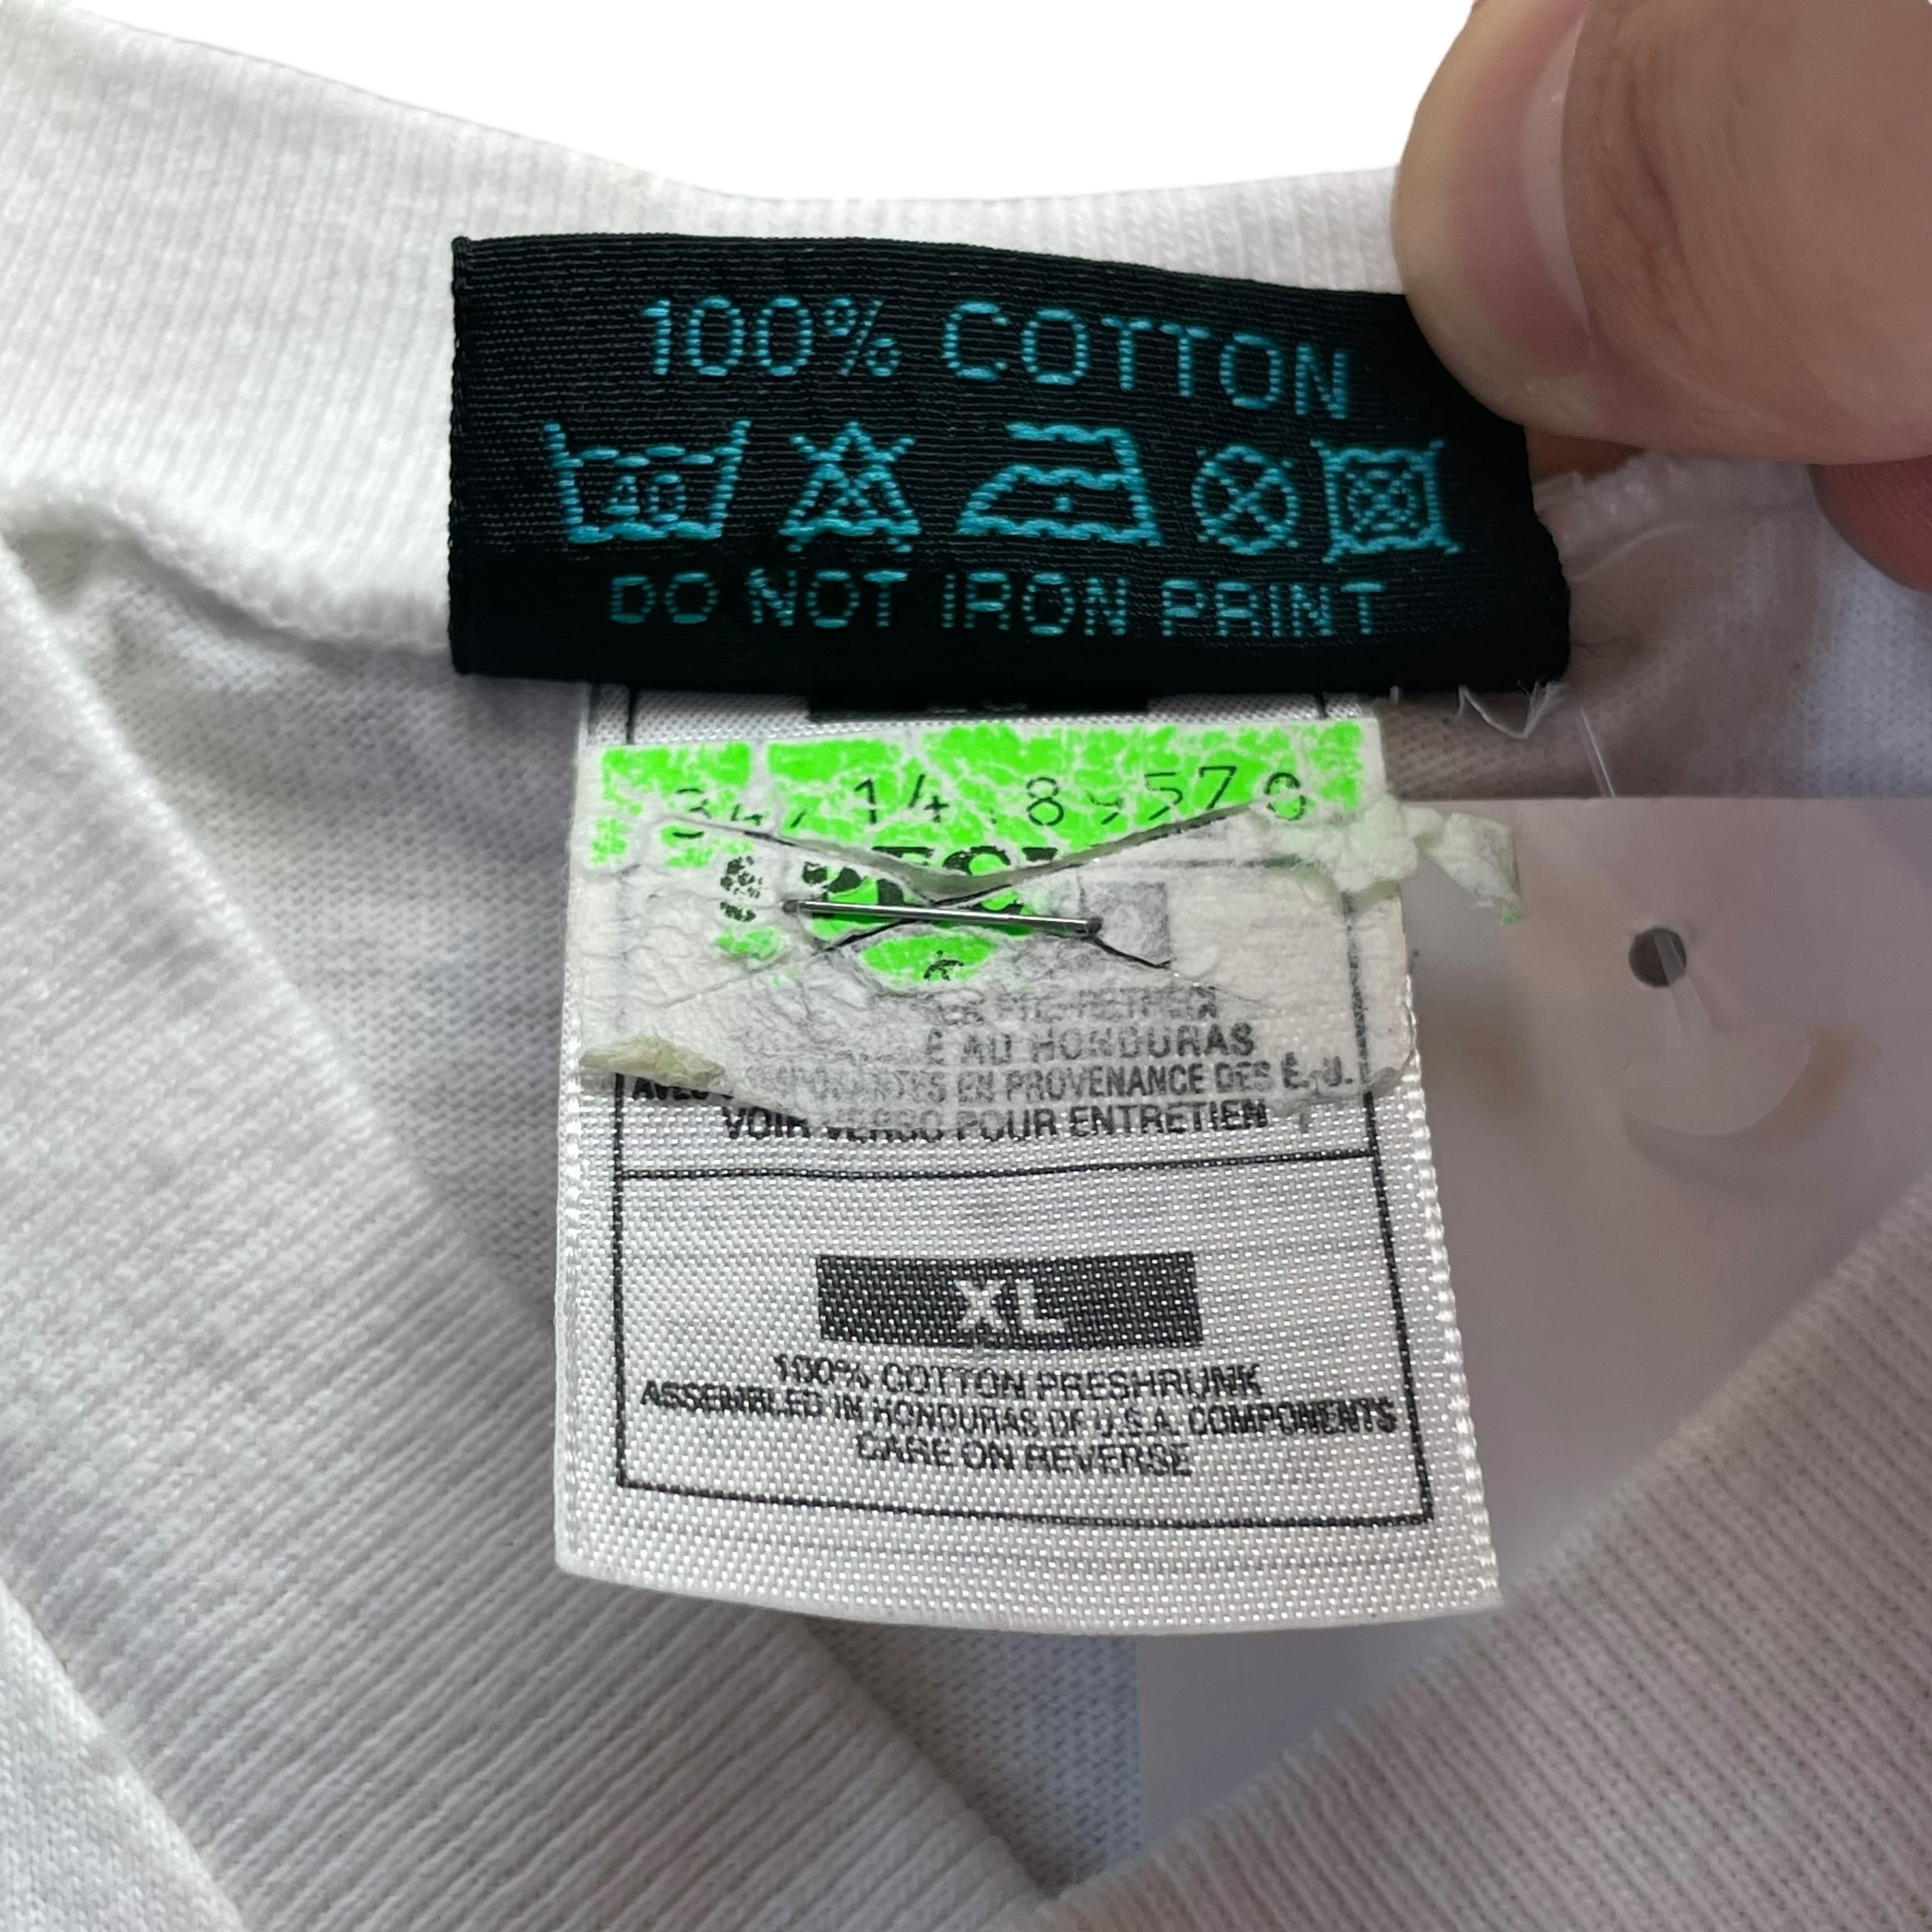 100% COTTON
40
DO NOT IRON PRINT
AU HONDURAS
EN PROVENANCE DES É.-U.
VOIR VERSO POUR ENTRETIEN
XL
100% COTTON PRESHRUNK
ASSEMBLED IN HONDURAS OF U.S.A. COMPONENTS
CARE ON REVERSE